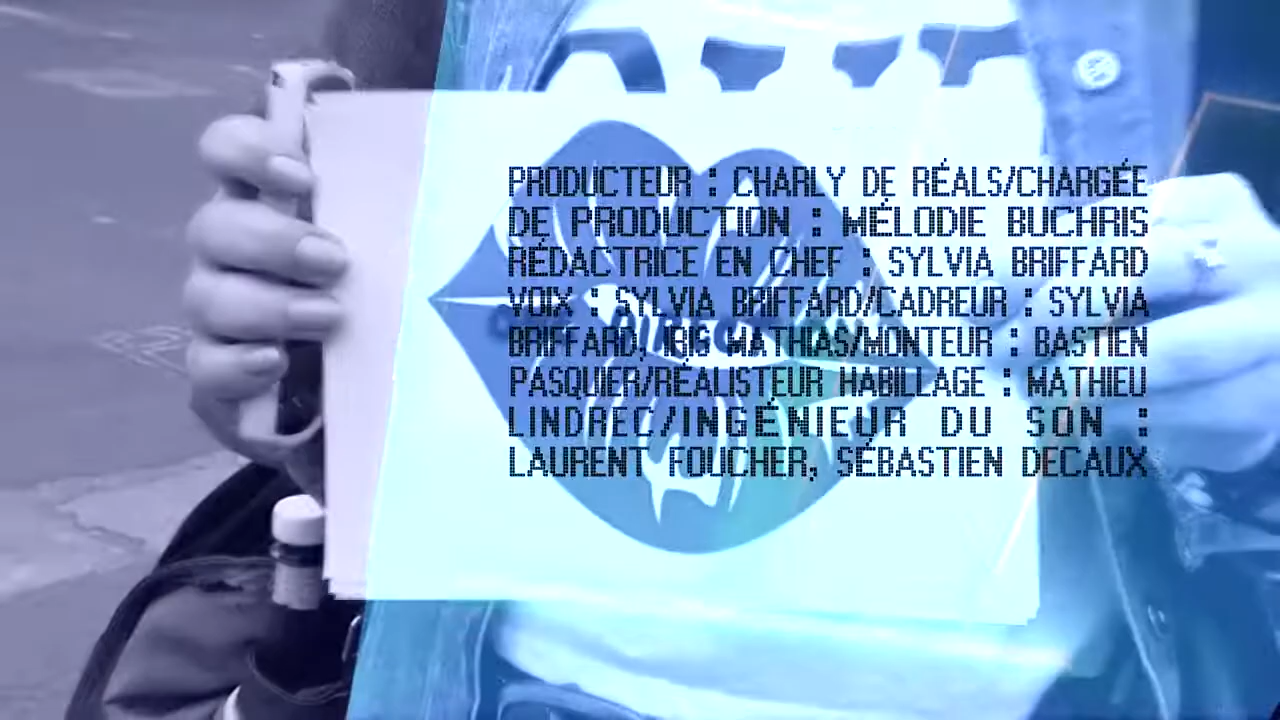 PRODUCTEUR : CHARLY DE RÉALS/CHARGÉE
DE PRODUCTION : MÉLODIE BUCHRIS
RÉDACTRICE EN CHEF : SYLVIA BRIFFARD
VOIX : SYLVIA BRIFFARD/CADREUR : SYLVIA
BRIFFARD, IRIS MATHIAS/MONTEUR : BASTIEN
PASQUIER/RÉALISTEUR HABILLAGE : MATHIEU
LINDREC/INGÉNIEUR DU SON :
LAURENT FOUCHER, SÉBASTIEN DECAUX